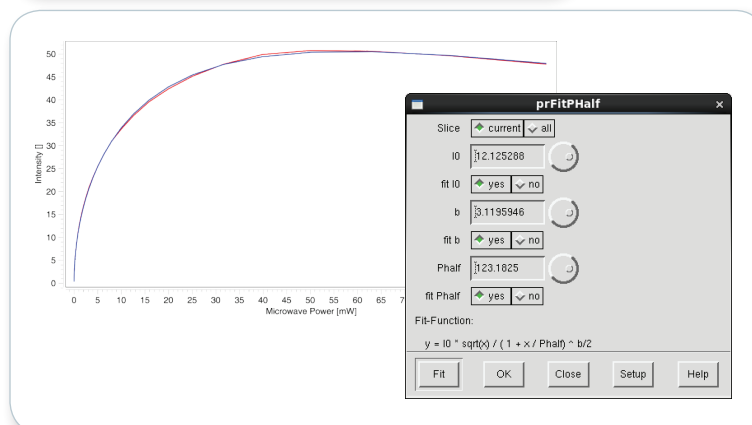 50
45
40
35
30
25
20
15
10
5
0
Intensity []
0 5 10 15 20 25 30 35 40 45 50 55 60 65
Microwave Power [mW]
prFitPHalf
Slice current all
I0 12.125288
fit I0 yes no
b 3.1195946
fit b yes no
Phalf 123.1825
fit Phalf yes no
Fit-Function:
y = I0 * sqrt(x) / ( 1 + x / Phalf) ^ b/2
Fit OK Close Setup Help